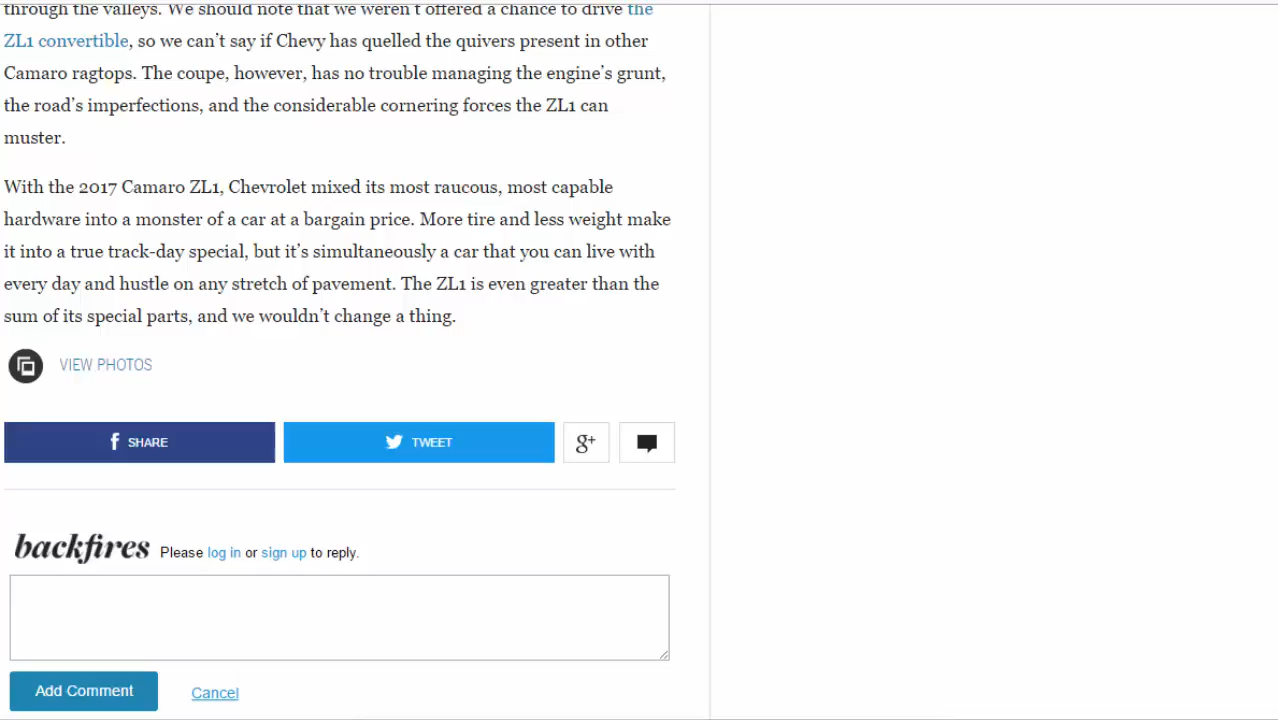 through the valleys. We should note that we weren't offered a chance to drive the
ZL1 convertible, so we can't say if Chevy has quelled the quivers present in other
Camaro ragtops. The coupe, however, has no trouble managing the engine's grunt,
the road's imperfections, and the considerable cornering forces the ZL1 can
muster.
With the 2017 Camaro ZL1, Chevrolet mixed its most raucous, most capable
hardware into a monster of a car at a bargain price. More tire and less weight make
it into a true track-day special, but it's simultaneously a car that you can live with
every day and hustle on any stretch of pavement. The ZL1 is even greater than the
sum of its special parts, and we wouldn't change a thing.
VIEW PHOTOS
f SHARE TWEET g+
backfires Please log in or sign up to reply.
Add Comment Cancel